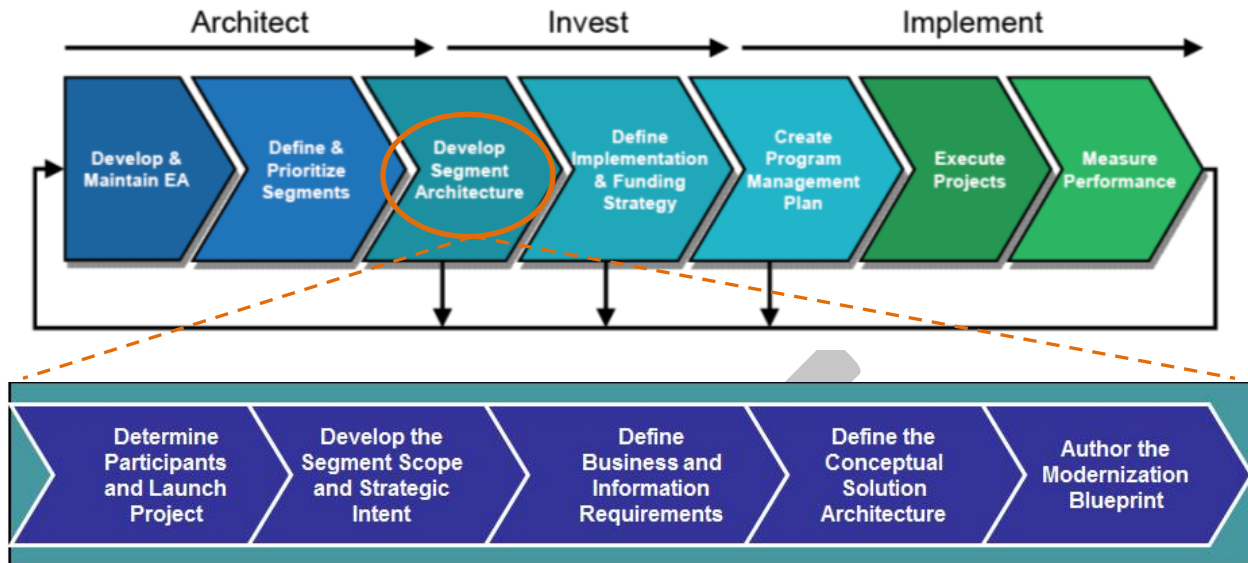 Architect
Invest
Implement
Develop &
Maintain EA
Define &
Prioritize
Segments
Develop
Segment
Architecture
Define
Implementation
& Funding
Strategy
Create
Program
Management
Plan
Execute
Projects
Measure
Performance
Determine
Participants
and Launch
Project
Develop the
Segment Scope
and Strategic
Intent
Define
Business and
Information
Requirements
Define the
Conceptual
Solution
Architecture
Author the
Modernization
Blueprint